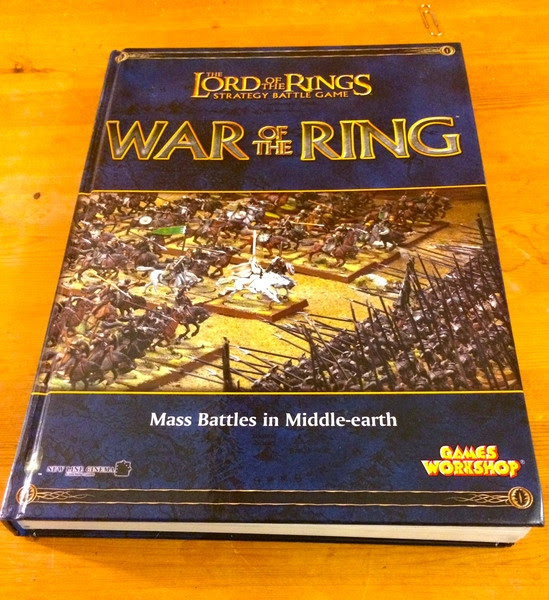 THE LORD OF THE RINGS
STRATEGY BATTLE GAME
WAR OF THE RING™
Mass Battles in Middle-earth
NEW LINE CINEMA
GAMES
WORKSHOP®